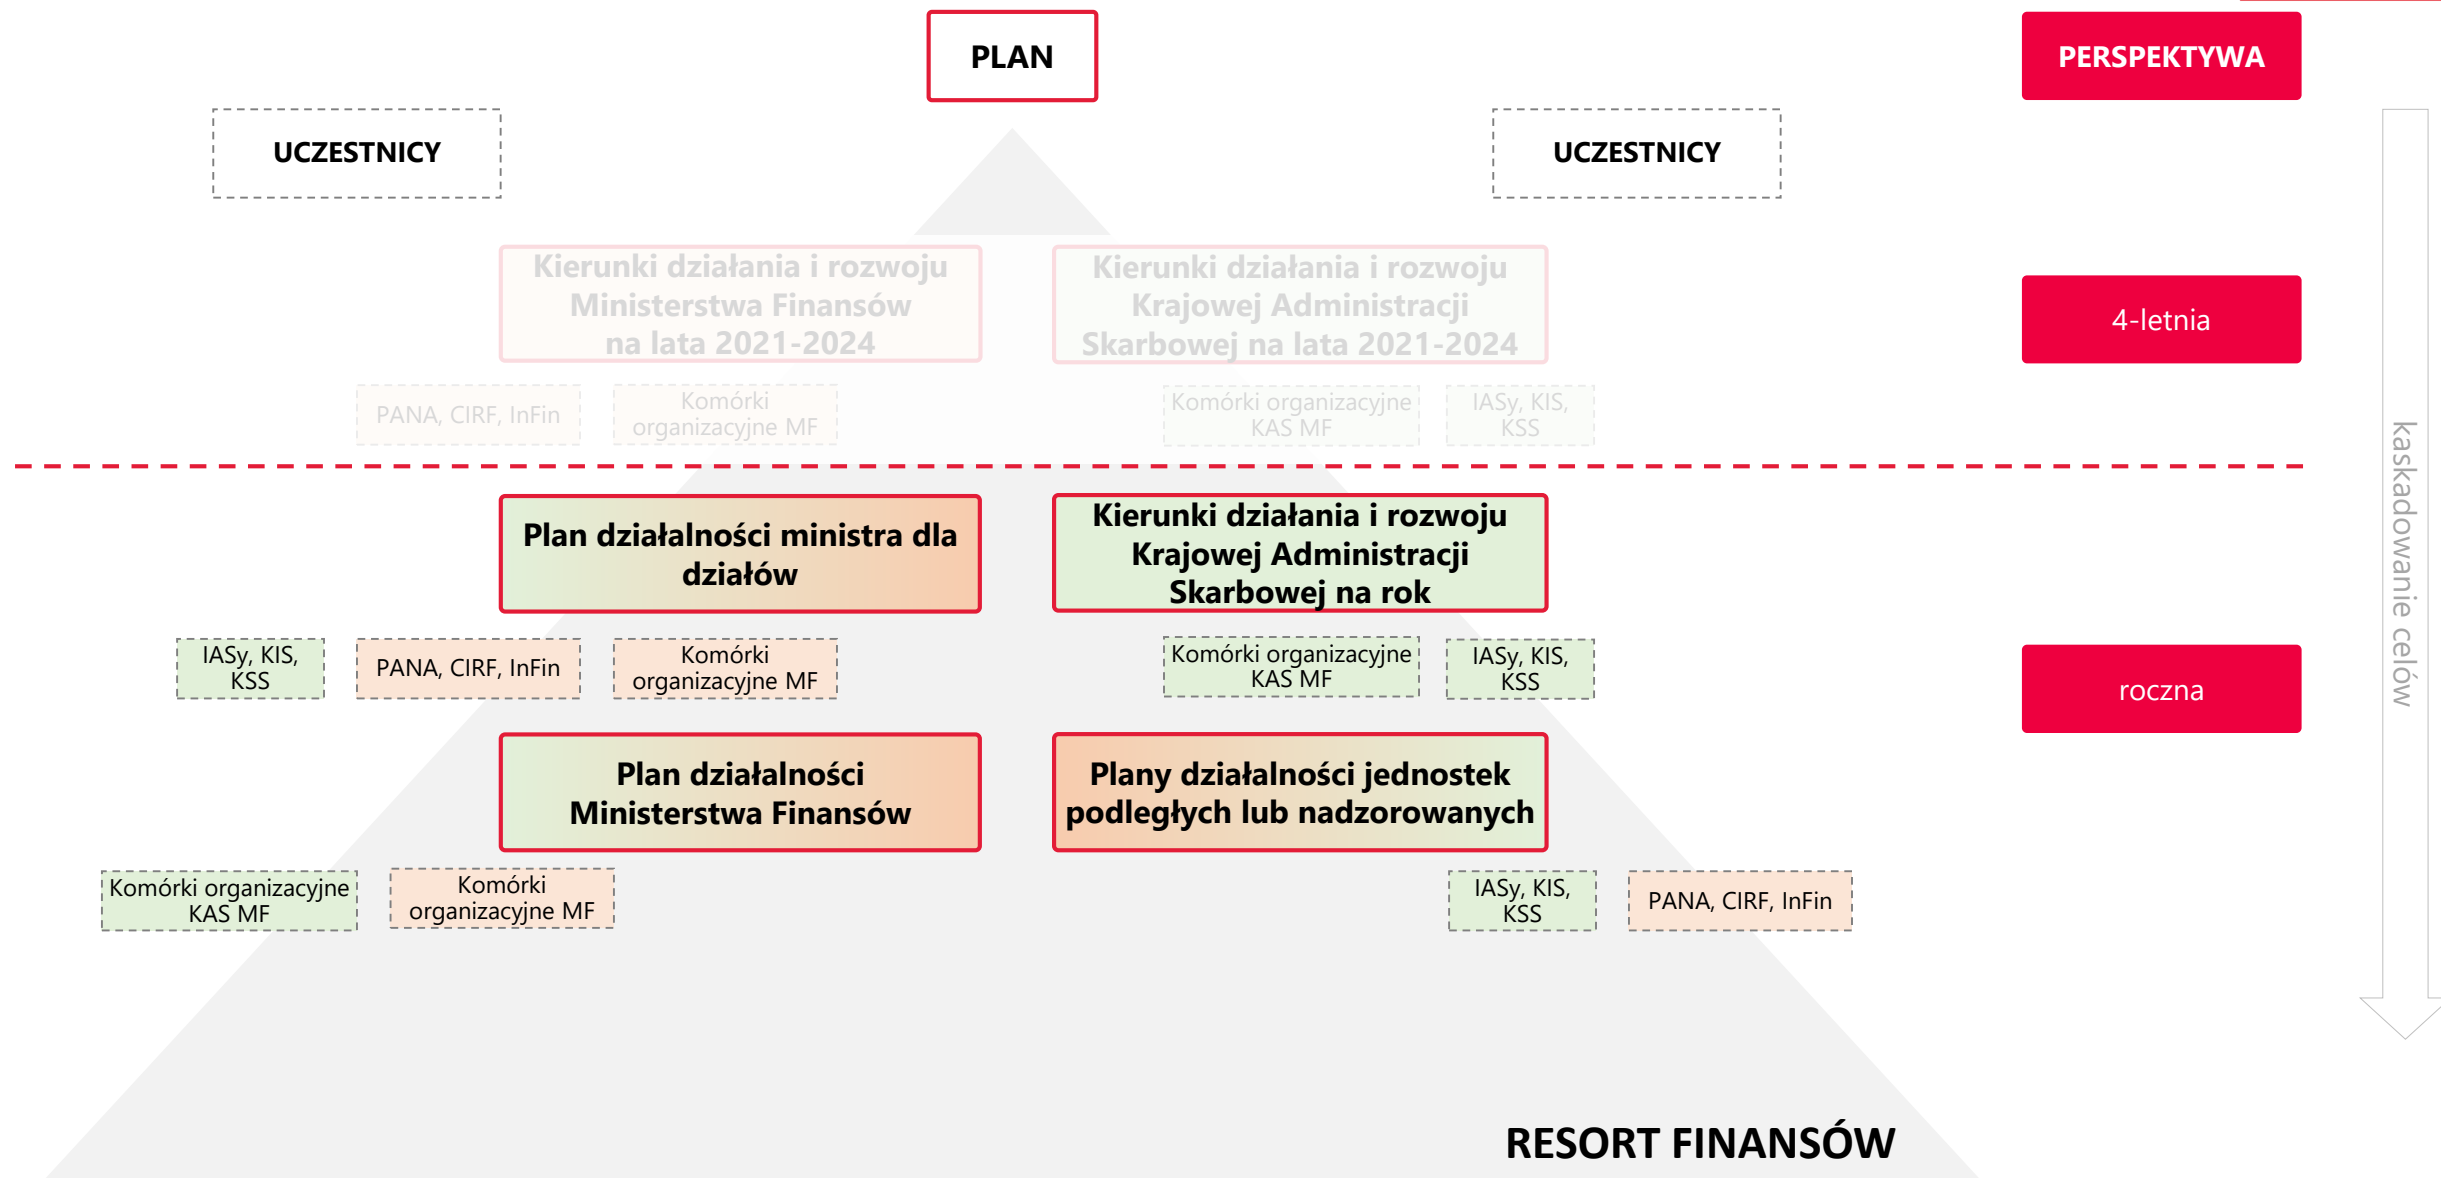 PLAN
PERSPEKTYWA
UCZESTNICY
UCZESTNICY
Kierunki działania i rozwoju
Ministerstwa Finansów
na lata 2021-2024
Kierunki działania i rozwoju
Krajowej Administracji
Skarbowej na lata 2021-2024
4-letnia
PANA, CIRF, InFin
Komórki
organizacyjne MF
Komórki organizacyjne
KAS MF
IASy, KIS,
KSS
kaskadowanie celów
Plan działalności ministra dla
działów
Kierunki działania i rozwoju
Krajowej Administracji
Skarbowej na rok
IASy, KIS,
KSS
PANA, CIRF, InFin
Komórki
organizacyjne MF
Komórki organizacyjne
KAS MF
IASy, KIS,
KSS
roczna
Plan działalności
Ministerstwa Finansów
Plany działalności jednostek
podległych lub nadzorowanych
Komórki organizacyjne
KAS MF
Komórki
organizacyjne MF
IASy, KIS,
KSS
PANA, CIRF, InFin
RESORT FINANSÓW